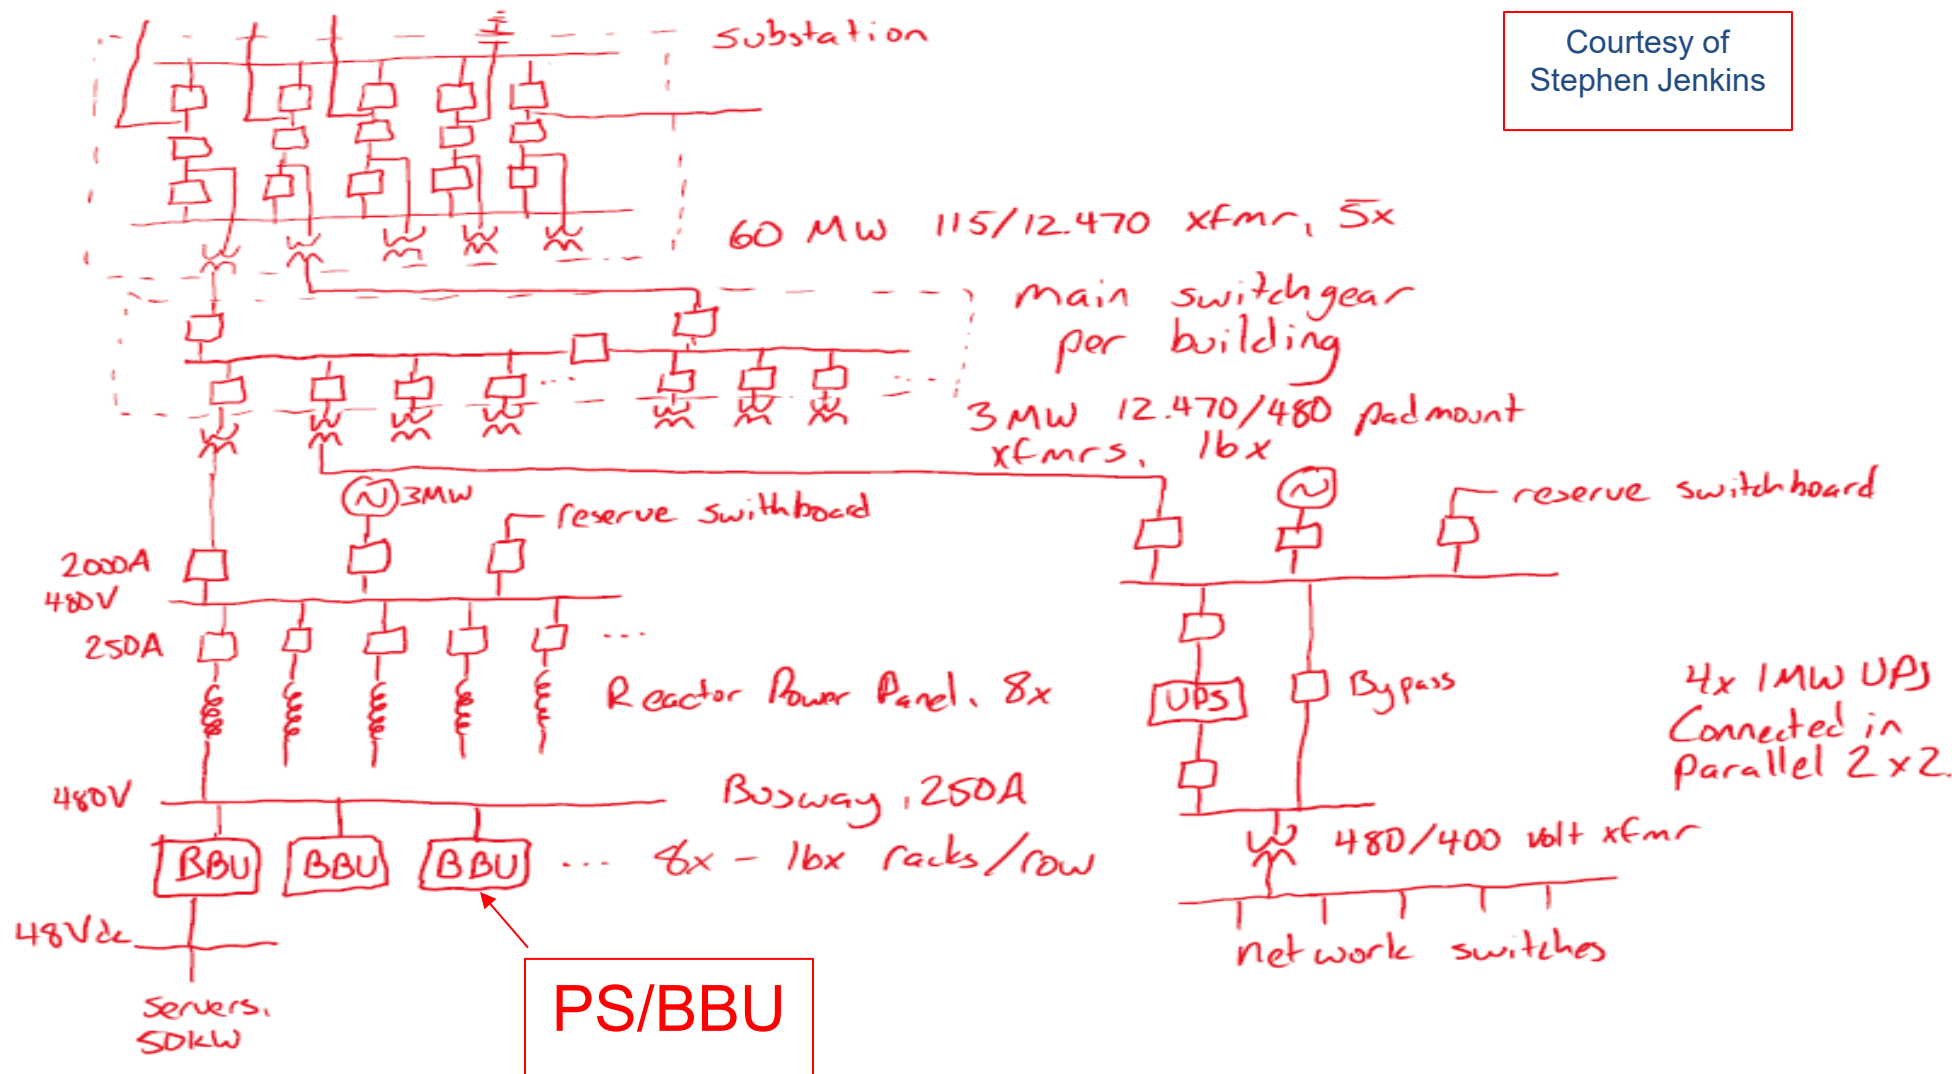 substation
Courtesy of
Stephen Jenkins
60 MW 115/12.470 xfmr, 5x
main switchgear
per building
3MW 12.470/480 padmount
xfmrs, 16x
3MW
reserve swithboard
reserve switchboard
2000A
480V
250A
Reactor Power Panel, 8x
UPS
Bypass
4x 1MW UPS
Connected in
Parallel 2x2.
480V
Busway, 250A
BBU BBU BBU ... 8x - 16x racks/row
480/400 volt xfmr
48Vdc
network switches
PS/BBU
Servers,
50kW